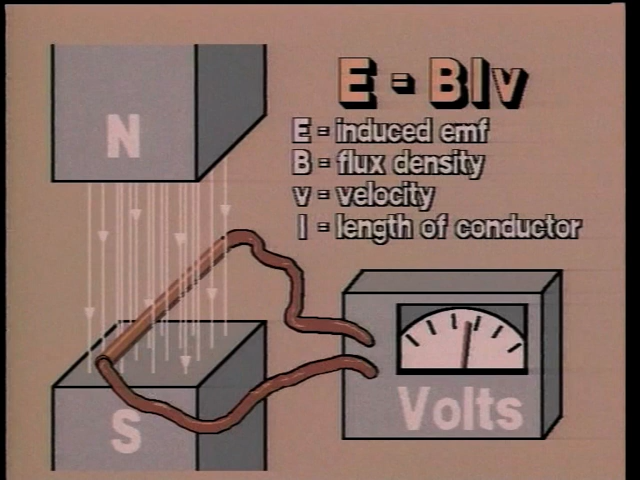 E = Blv
E = induced emf
B = flux density
v = velocity
l = length of conductor
N
S
Volts